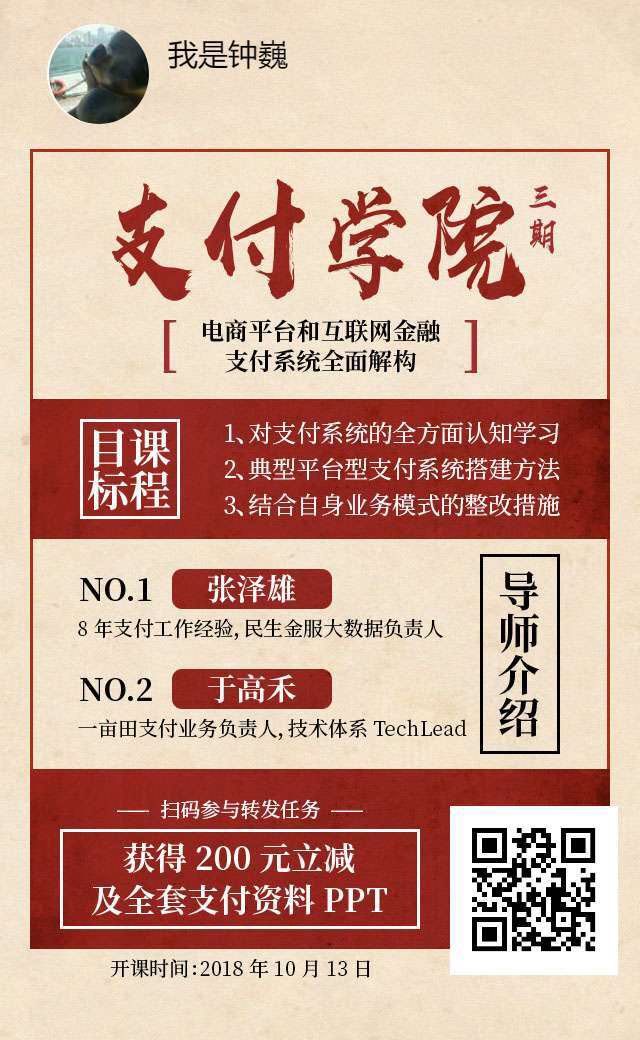 我是钟巍
支付学院
三期
[电商平台和互联网金融
支付系统全面解构]
课程
目标
1、对支付系统的全方面认知学习
2、典型平台型支付系统搭建方法
3、结合自身业务模式的整改措施
导师介绍
NO.1 张泽雄
8 年支付工作经验, 民生金服大数据负责人
NO.2 于高禾
一亩田支付业务负责人, 技术体系 TechLead
扫码参与转发任务
获得 200 元立减
及全套支付资料 PPT
开课时间:2018 年 10 月 13 日